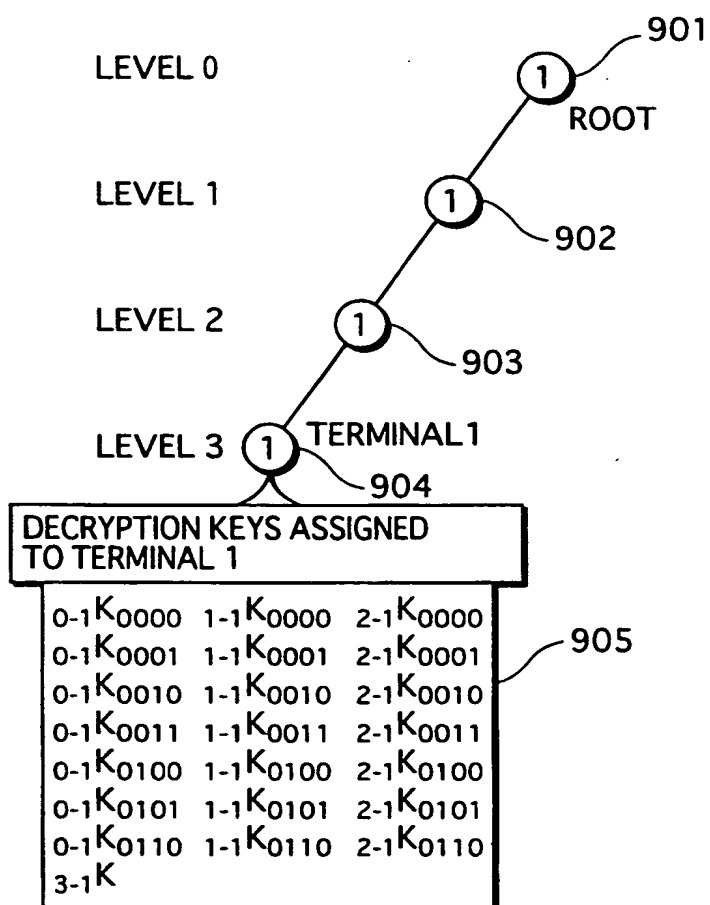 901
LEVEL 0
1
ROOT
LEVEL 1
1
902
LEVEL 2
1
903
LEVEL 3
1
TERMINAL1
904
DECRYPTION KEYS ASSIGNED
TO TERMINAL 1
0-1K0000 1-1K0000 2-1K0000
905
0-1K0001 1-1K0001 2-1K0001
0-1K0010 1-1K0010 2-1K0010
0-1K0011 1-1K0011 2-1K0011
0-1K0100 1-1K0100 2-1K0100
0-1K0101 1-1K0101 2-1K0101
0-1K0110 1-1K0110 2-1K0110
3-1K